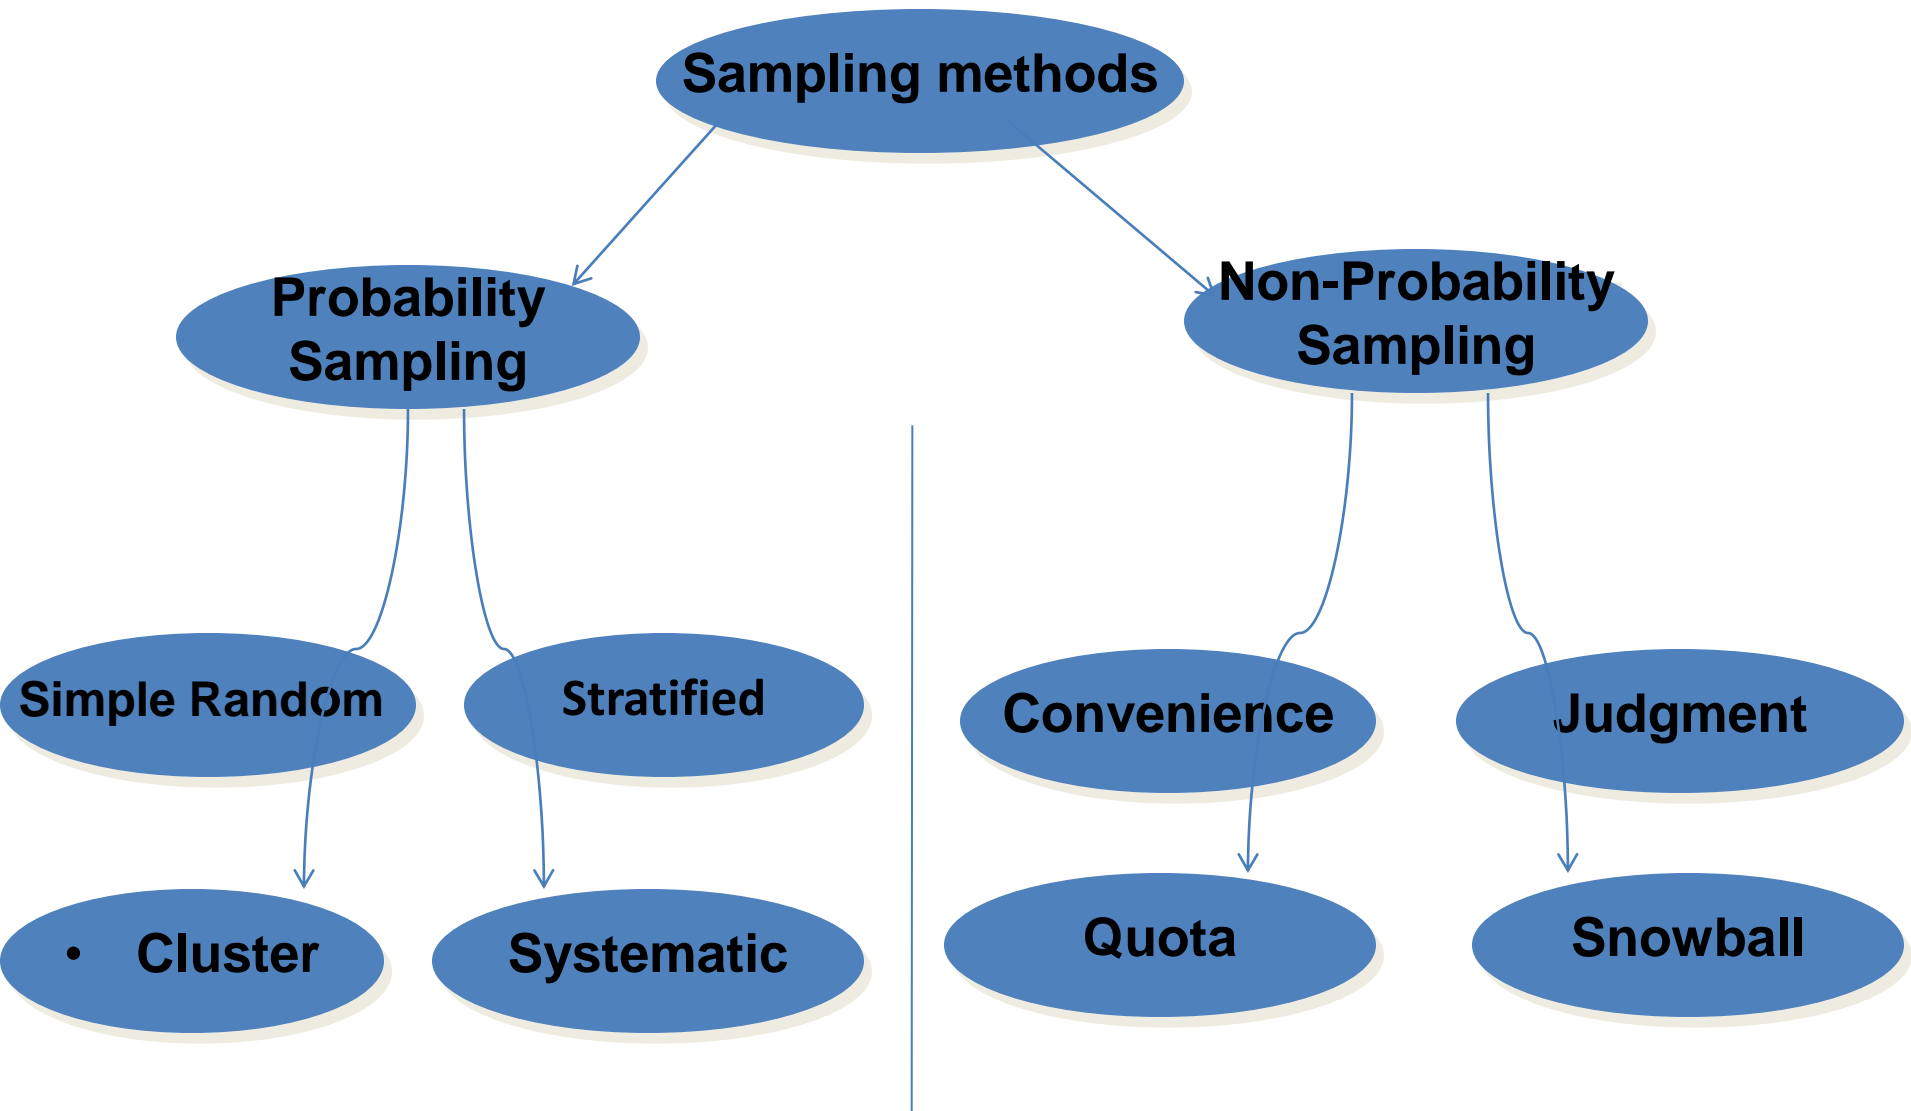 Sampling methods
Probability
Sampling
Non-Probability
Sampling
Simple Random
Stratified
Convenience
Judgment
• Cluster
Systematic
Quota
Snowball